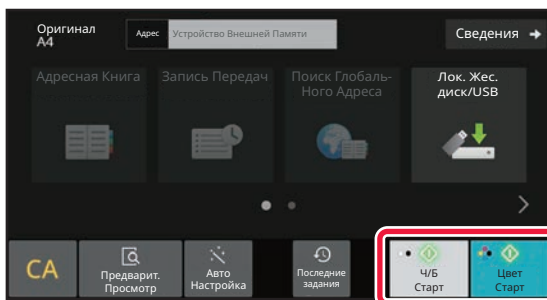 Оригинал
A4
Адрес
Устройство Внешней Памяти
Сведения
Адресная Книга
Запись Передач
Поиск Глобаль-
Ного Адреса
Лок. Жес.
диск/USB
CA
Предварит.
Просмотр
Авто
Настройка
Последние
задания
Ч/Б
Старт
Цвет
Старт